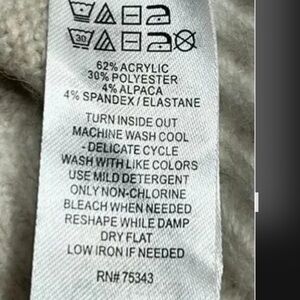 30
62% ACRYLIC
30% POLYESTER
4% ALPACA
4% SPANDEX / ELASTANE
TURN INSIDE OUT
MACHINE WASH COOL
- DELICATE CYCLE
WASH WITH LIKE COLORS
USE MILD DETERGENT
ONLY NON-CHLORINE
BLEACH WHEN NEEDED
RESHAPE WHILE DAMP
DRY FLAT
LOW IRON IF NEEDED
RN# 75343